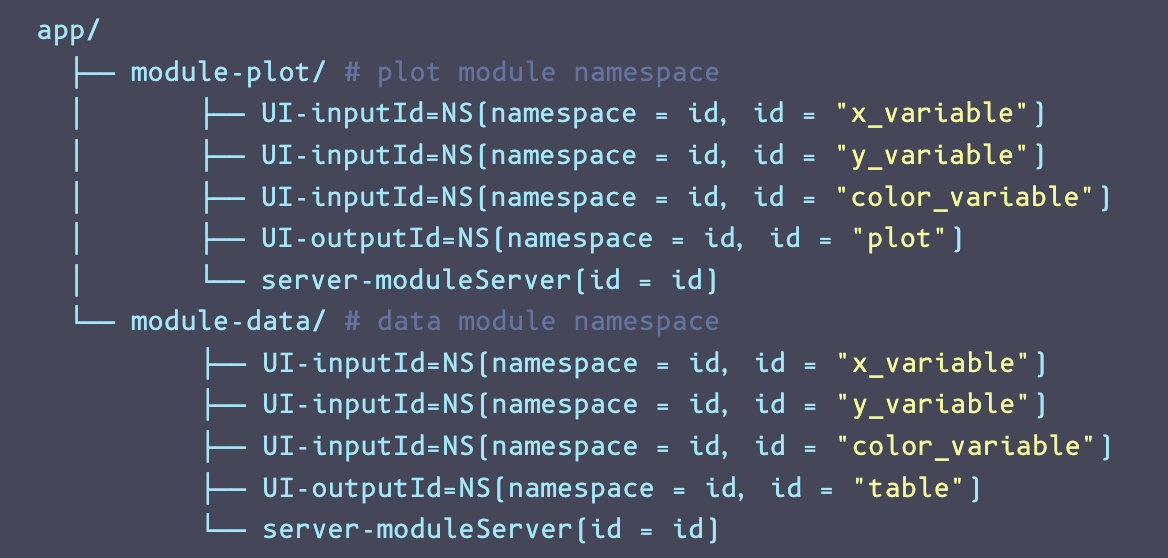 app/
├── module-plot/ # plot module namespace
│       ├── UI-inputId=NS(namespace = id, id = "x_variable")
│       ├── UI-inputId=NS(namespace = id, id = "y_variable")
│       ├── UI-inputId=NS(namespace = id, id = "color_variable")
│       ├── UI-outputId=NS(namespace = id, id = "plot")
│       └── server-moduleServer(id = id)
└── module-data/ # data module namespace
        ├── UI-inputId=NS(namespace = id, id = "x_variable")
        ├── UI-inputId=NS(namespace = id, id = "y_variable")
        ├── UI-inputId=NS(namespace = id, id = "color_variable")
        ├── UI-outputId=NS(namespace = id, id = "table")
        └── server-moduleServer(id = id)